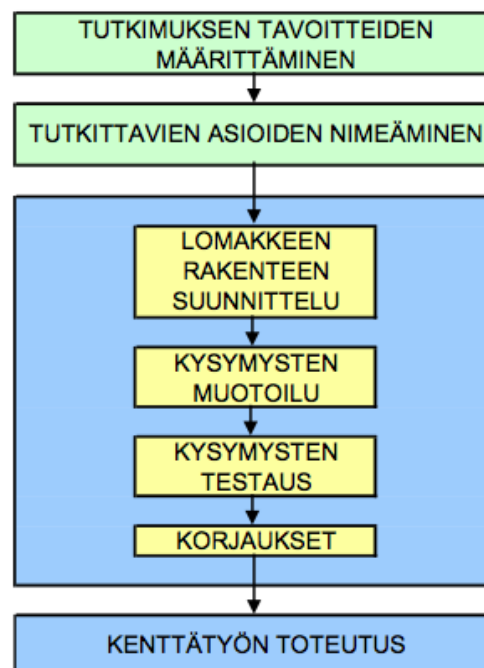 TUTKIMUKSEN TAVOITTEIDEN
MÄÄRITTÄMINEN
TUTKITTAVIEN ASIOIDEN NIMEÄMINEN
LOMAKKEEN
RAKENTEEN
SUUNNITTELU
KYSYMYSTEN
MUOTOILU
KYSYMYSTEN
TESTAUS
KORJAUKSET
KENTTÄTYÖN TOTEUTUS